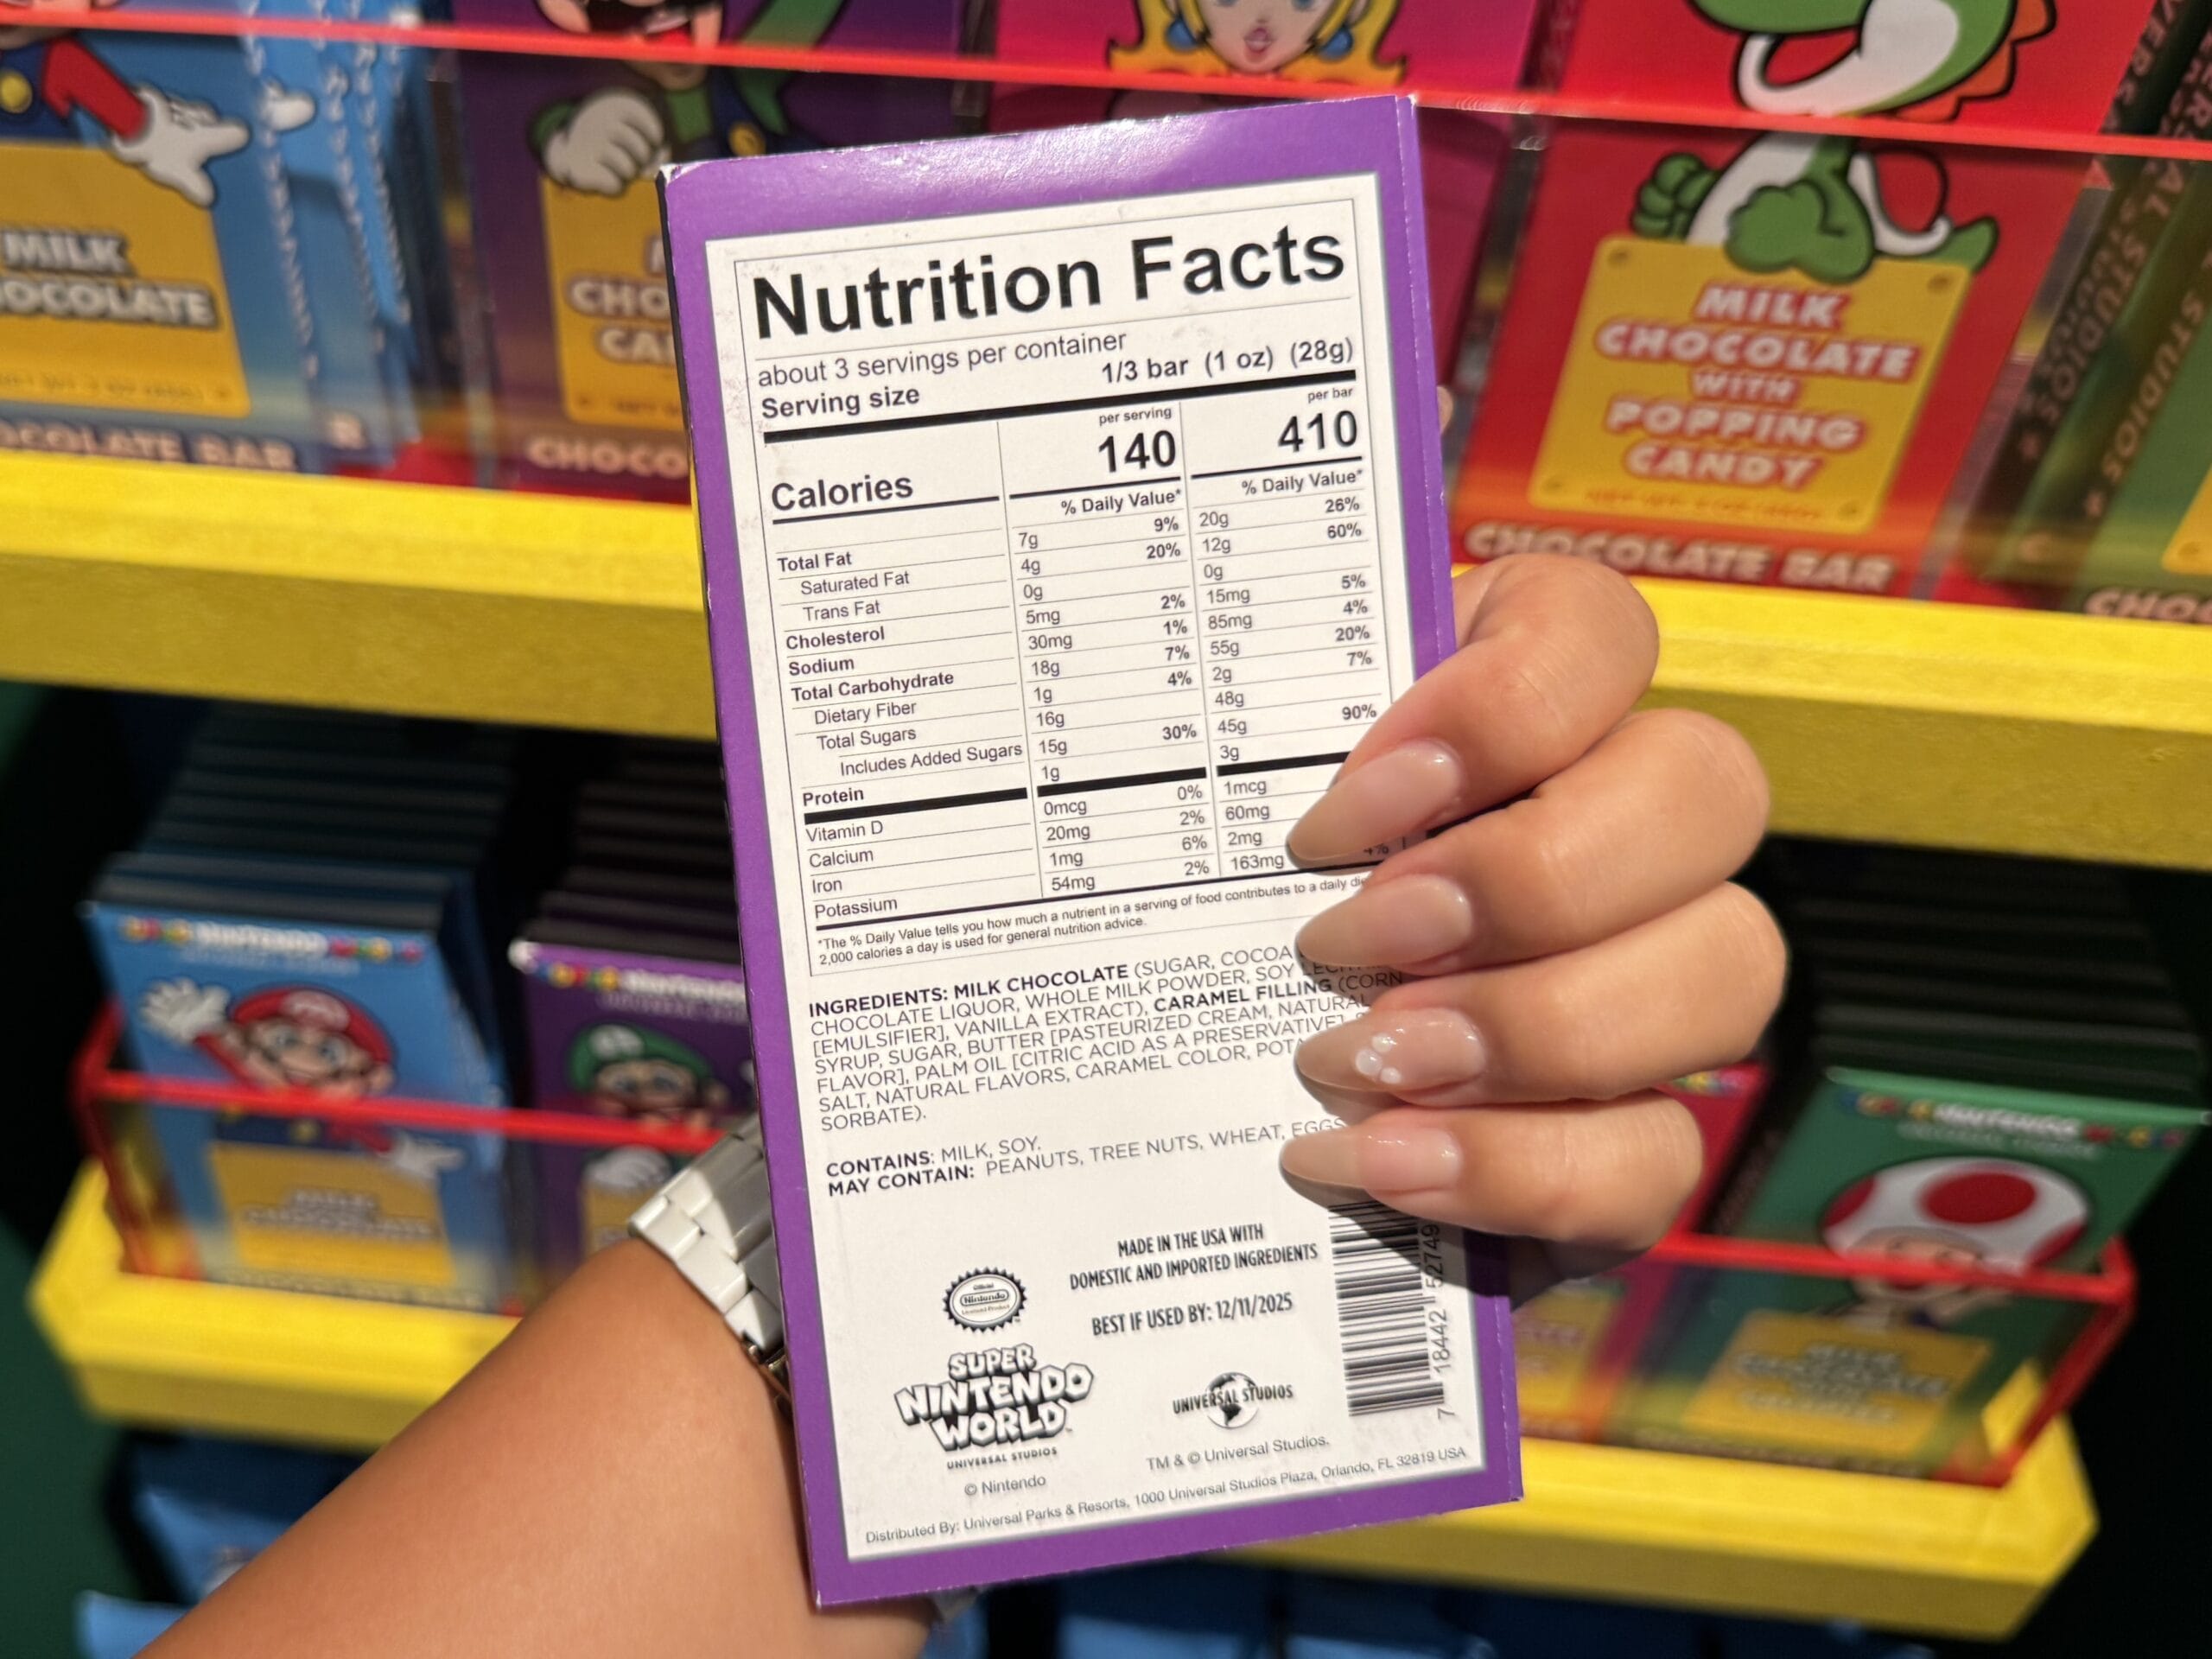 MILK
CHOCOLATE BAR
MILK
CHOCOLATE
WITH
POPPING
CANDY
CHOCOLATE BAR
Nutrition Facts
about 3 servings per container
Serving size 1/3 bar (1 oz) (28g)
per serving per bar
Calories 140 410
% Daily Value* % Daily Value*
Total Fat 7g 9% 20g 26%
Saturated Fat 4g 20% 12g 60%
Trans Fat 0g 0g
Cholesterol 5mg 2% 15mg 5%
Sodium 30mg 1% 85mg 4%
Total Carbohydrate 18g 7% 55g 20%
Dietary Fiber 1g 4% 2g 7%
Total Sugars 16g 48g
Includes Added Sugars 15g 30% 45g 90%
Protein 1g 3g
Vitamin D 0mcg 0% 1mcg
Calcium 20mg 2% 60mg
Iron 1mg 6% 2mg
Potassium 54mg 2% 163mg
*The % Daily Value tells you how much a nutrient in a serving of food contributes to a daily
2,000 calories a day is used for general nutrition advice.
INGREDIENTS: MILK CHOCOLATE (SUGAR, COCOA
CHOCOLATE LIQUOR, WHOLE MILK POWDER, SOY
[EMULSIFIER], VANILLA EXTRACT), CARAMEL FILLING (CORN
SYRUP, SUGAR, BUTTER [PASTEURIZED CREAM, NATURAL
FLAVOR], PALM OIL [CITRIC ACID AS A PRESERVATIVE],
SALT, NATURAL FLAVORS, CARAMEL COLOR,
SORBATE).
CONTAINS: MILK, SOY.
MAY CONTAIN: PEANUTS, TREE NUTS, WHEAT, EGGS
MADE IN THE USA WITH
DOMESTIC AND IMPORTED INGREDIENTS
BEST IF USED BY: 12/11/2025
Official
Nintendo
Licensed Product
SUPER
NINTENDO
WORLD
UNIVERSAL STUDIOS
© Nintendo
UNIVERSAL STUDIOS
TM & © Universal Studios.
Distributed By: Universal Parks & Resorts, 1000 Universal Studios Plaza, Orlando, FL 32819 USA
7 18442 52749